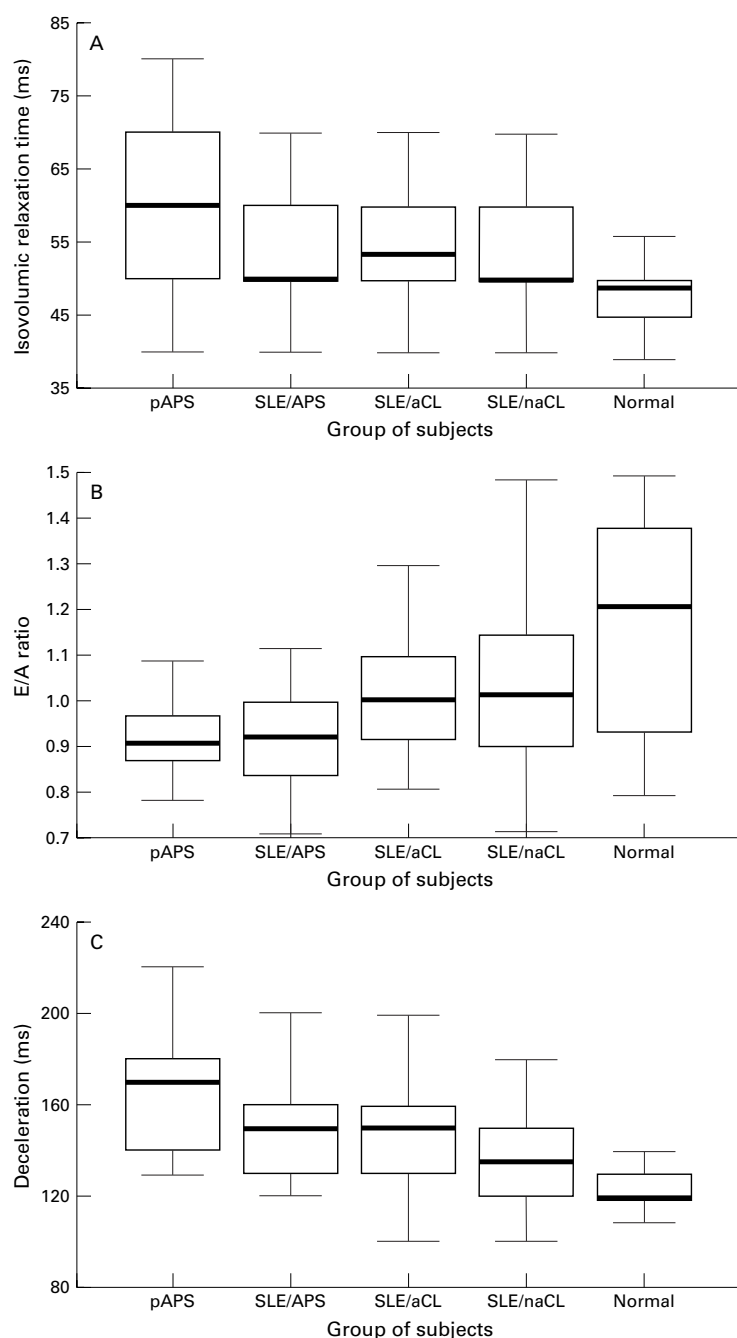 A
Isovolumic relaxation time (ms)
85
75
65
55
45
35
pAPS SLE/APS SLE/aCL SLE/naCL Normal
Group of subjects
B
E/A ratio
1.5
1.4
1.3
1.2
1.1
1.0
0.9
0.8
0.7
pAPS SLE/APS SLE/aCL SLE/naCL Normal
Group of subjects
C
Deceleration (ms)
240
200
160
120
80
pAPS SLE/APS SLE/aCL SLE/naCL Normal
Group of subjects